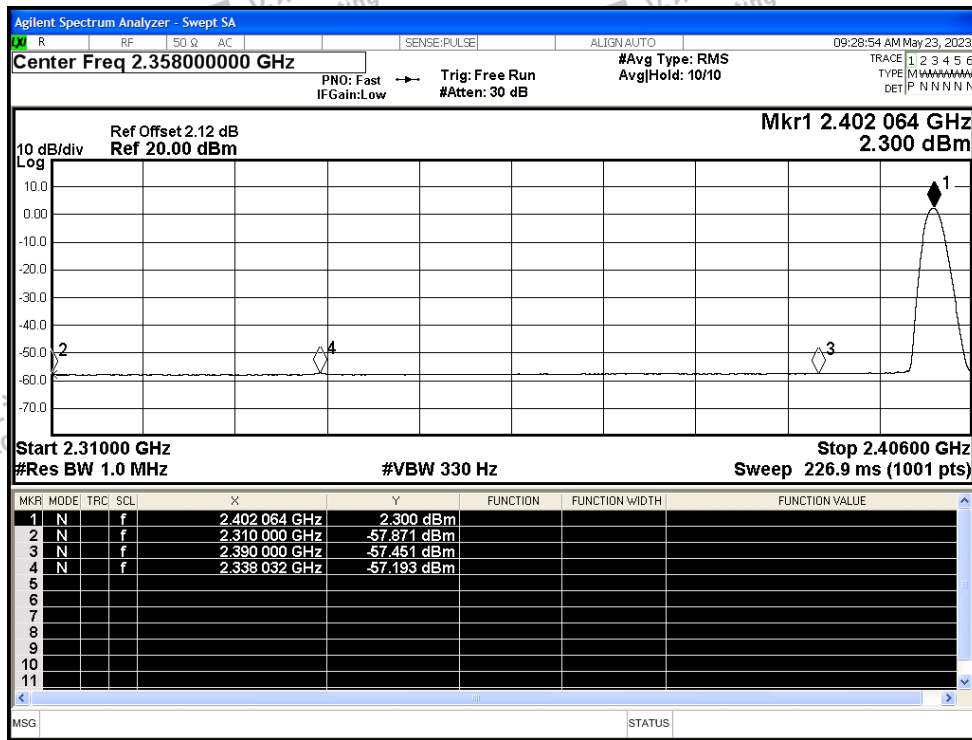 Agilent Spectrum Analyzer - Swept SA
LXI R RF 50 Ω AC SENSE:PULSE ALIGN AUTO 09:28:54 AM May 23, 2023
Center Freq 2.358000000 GHz
PNO: Fast
IFGain:Low
Trig: Free Run
#Atten: 30 dB
#Avg Type: RMS
Avg|Hold: 10/10
TRACE 1 2 3 4 5 6
TYPE M
DET P N N N N N
Mkr1 2.402 064 GHz
2.300 dBm
Ref Offset 2.12 dB
10 dB/div Ref 20.00 dBm
Log
10.0
0.00
-10.0
-20.0
-30.0
-40.0
-50.0
-60.0
-70.0
1
2
4
3
Start 2.31000 GHz Stop 2.40600 GHz
#Res BW 1.0 MHz #VBW 330 Hz Sweep 226.9 ms (1001 pts)
MKR MODE TRC SCL X Y FUNCTION FUNCTION WIDTH FUNCTION VALUE
1 N f 2.402 064 GHz 2.300 dBm
2 N f 2.310 000 GHz -57.871 dBm
3 N f 2.390 000 GHz -57.451 dBm
4 N f 2.338 032 GHz -57.193 dBm
5
6
7
8
9
10
11
MSG STATUS